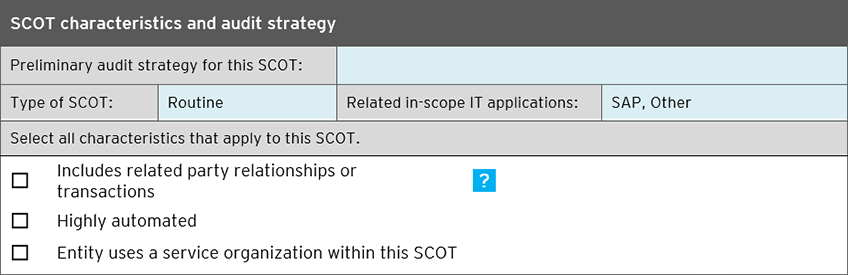 SCOT characteristics and audit strategy
Preliminary audit strategy for this SCOT:
Type of SCOT: Routine Related in-scope IT applications: SAP, Other
Select all characteristics that apply to this SCOT.
Includes related party relationships or
transactions
?
Highly automated
Entity uses a service organization within this SCOT